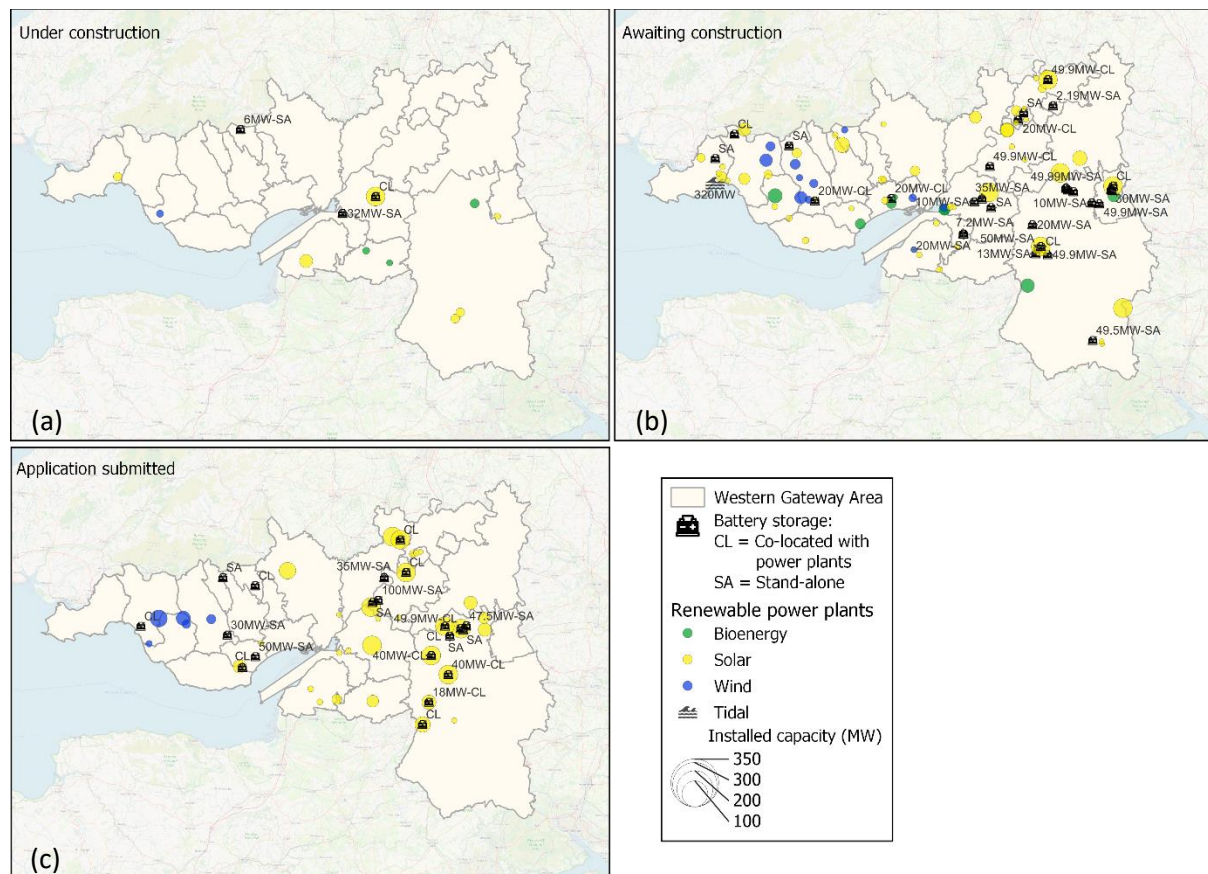 Under construction
6MW-SA
CL
32MW-SA
(a)
Awaiting construction
49.9MW-CL
2.19MW-SA
SA
20MW-CL
CL
SA
SA
49.9MW-CL
320MW
49.99MW-SA
CL
20MW-CL
20MW-CL
35MW-SA
30MW-SA
10MW-SA
SA
10MW-SA
49.9MW-SA
7.2MW-SA
20MW-SA
20MW-SA
50MW-SA
CL
13MW-SA
49.9MW-SA
49.5MW-SA
(b)
Application submitted
CL
SA
CL
35MW-SA
CL
100MW-SA
SA
CL
30MW-SA
49.9MW-CL
47.5MW-SA
CL
SA
SA
50MW-SA
CL
40MW-CL
40MW-CL
18MW-CL
CL
(c)
Western Gateway Area
Battery storage:
CL = Co-located with
power plants
SA = Stand-alone
Renewable power plants
Bioenergy
Solar
Wind
Tidal
Installed capacity (MW)
350
300
200
100